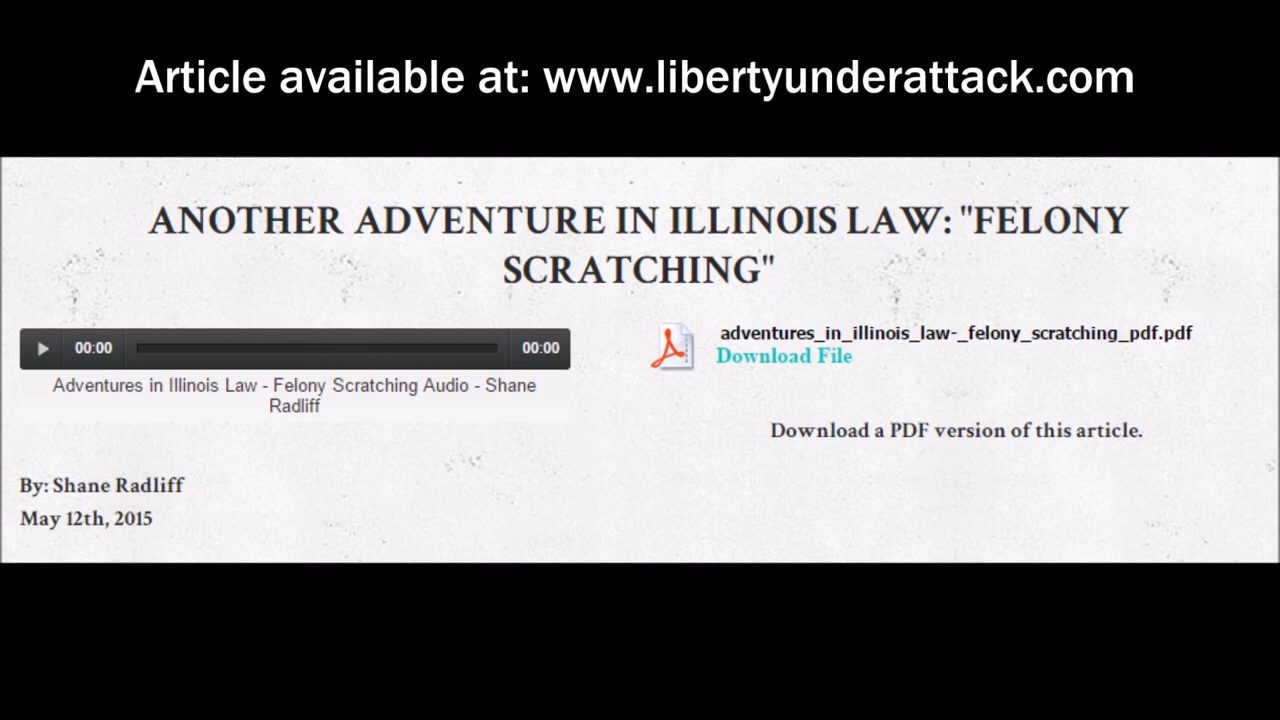 Article available at: www.libertyunderattack.com
ANOTHER ADVENTURE IN ILLINOIS LAW: "FELONY
SCRATCHING"
00:00
00:00
Adventures in Illinois Law - Felony Scratching Audio - Shane
Radliff
adventures_in_illinois_law-_felony_scratching_pdf.pdf
Download File
Download a PDF version of this article.
By: Shane Radliff
May 12th, 2015